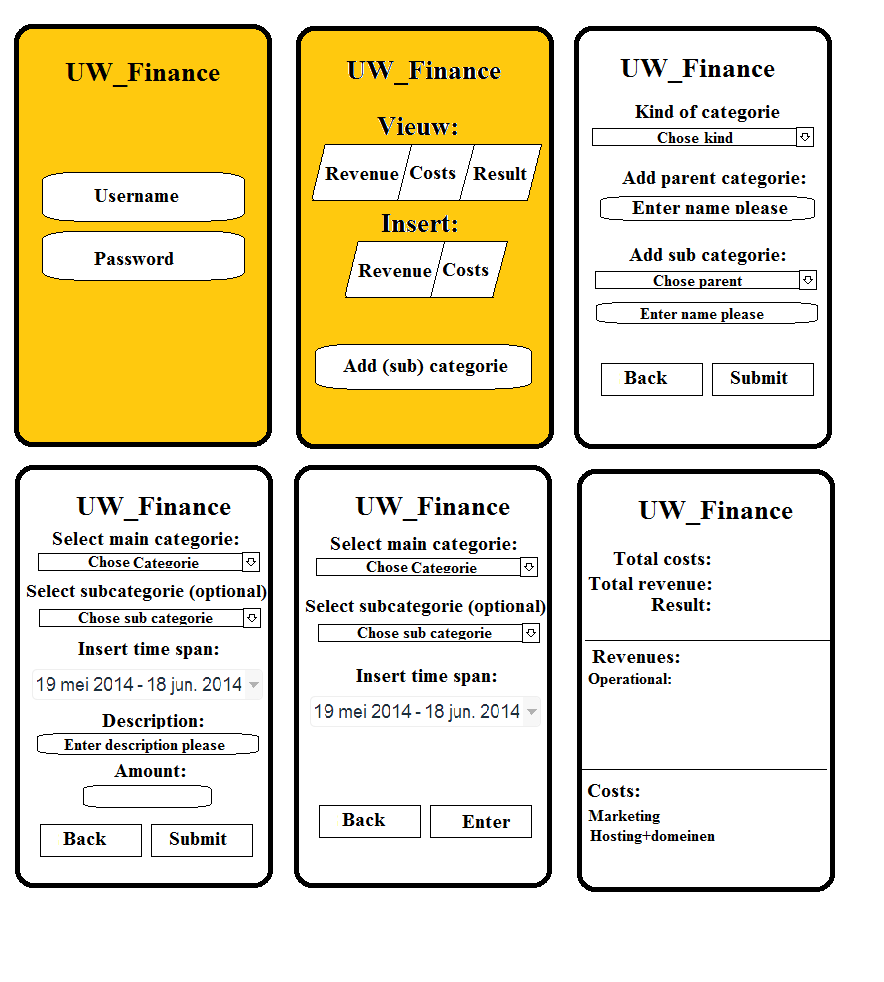 UW_Finance
Username
Password
UW_Finance
Vieuw:
Revenue Costs Result
Insert:
Revenue Costs
Add (sub) categorie
UW_Finance
Kind of categorie
Chose kind
Add parent categorie:
Enter name please
Add sub categorie:
Chose parent
Enter name please
Back Submit
UW_Finance
Select main categorie:
Chose Categorie
Select subcategorie (optional)
Chose sub categorie
Insert time span:
19 mei 2014 - 18 jun. 2014
Description:
Enter description please
Amount:
Back Submit
UW_Finance
Select main categorie:
Chose Categorie
Select subcategorie (optional)
Chose sub categorie
Insert time span:
19 mei 2014 - 18 jun. 2014
Back Enter
UW_Finance
Total costs:
Total revenue:
Result:
Revenues:
Operational:
Costs:
Marketing
Hosting+domeinen